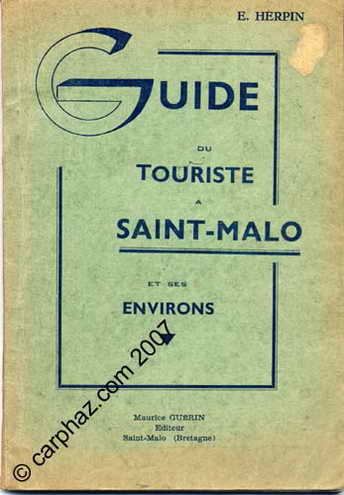 E. HERPIN
GUIDE
DU
TOURISTE
A
SAINT-MALO
ET SES
ENVIRONS
Maurice GUERIN
Editeur
Saint-Malo (Bretagne)
© carphaz.com 2007